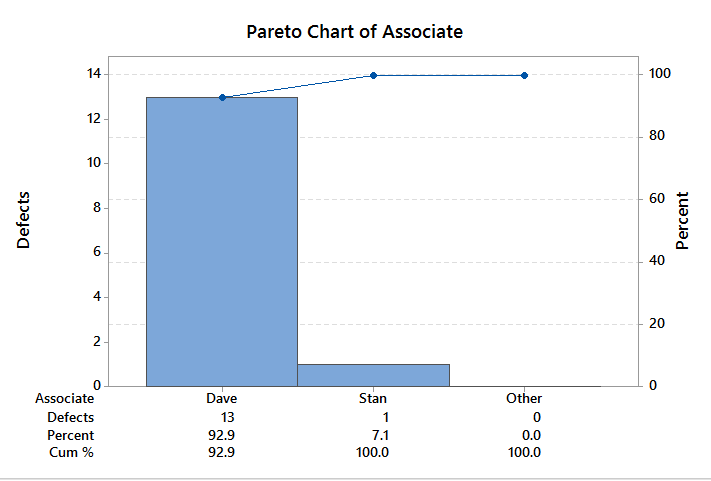 Pareto Chart of Associate
14
12
10
8
6
4
2
0
Defects
100
80
60
40
20
0
Percent
Associate Dave Stan Other
Defects 13 1 0
Percent 92.9 7.1 0.0
Cum % 92.9 100.0 100.0